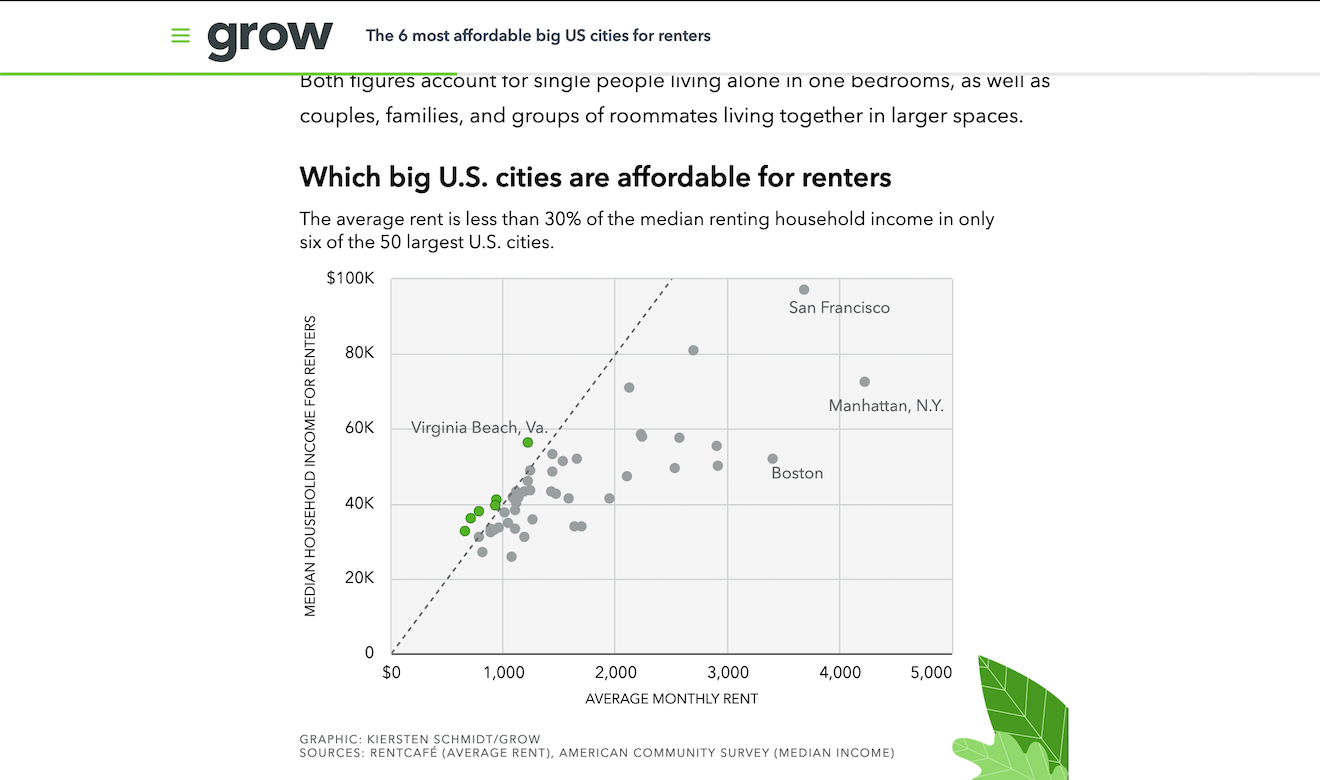 grow
The 6 most affordable big US cities for renters
Both figures account for single people living alone in one bedrooms, as well as
couples, families, and groups of roommates living together in larger spaces.
Which big U.S. cities are affordable for renters
The average rent is less than 30% of the median renting household income in only
six of the 50 largest U.S. cities.
MEDIAN HOUSEHOLD INCOME FOR RENTERS
$100K
San Francisco
80K
Manhattan, N.Y.
Virginia Beach, Va.
60K
Boston
40K
20K
0
$0 1,000 2,000 3,000 4,000 5,000
AVERAGE MONTHLY RENT
GRAPHIC: KIERSTEN SCHMIDT/GROW
SOURCES: RENTCAFÉ (AVERAGE RENT), AMERICAN COMMUNITY SURVEY (MEDIAN INCOME)